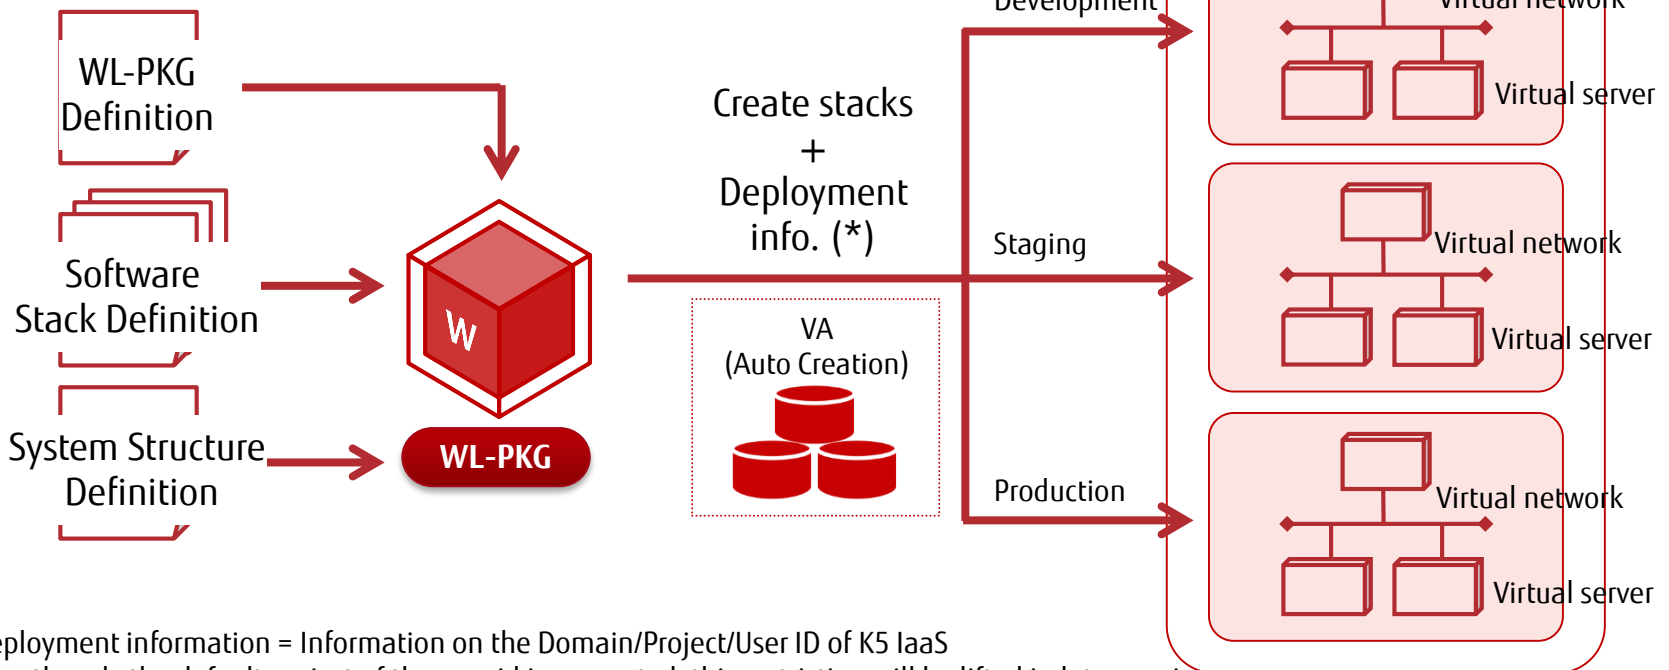 Development
Virtual network
Virtual server
WL-PKG
Definition
Create stacks
+
Deployment
info. (*)
Software
Stack Definition
W
Staging
Virtual network
Virtual server
VA
(Auto Creation)
System Structure
Definition
WL-PKG
Production
Virtual network
Virtual server
eployment information = Information on the Domain/Project/User ID of K5 IaaS